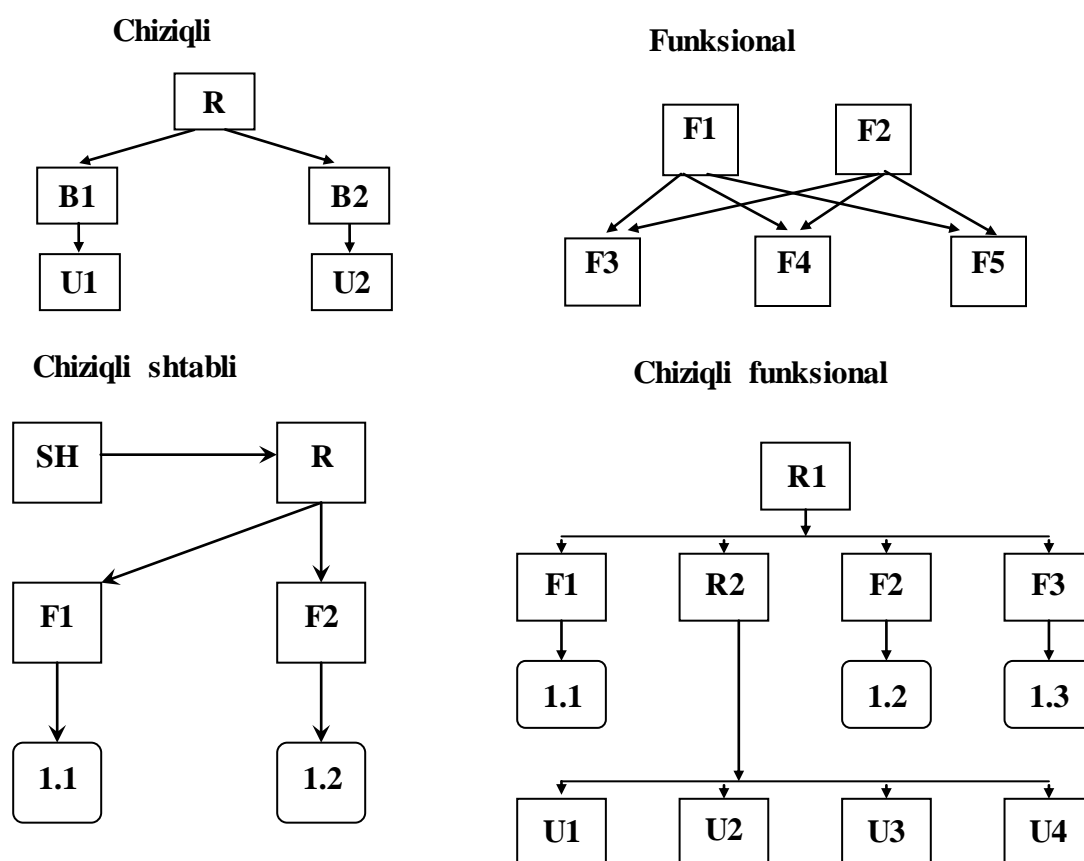 Chiziqli
R
B1 B2
U1 U2
Funksional
F1 F2
F3 F4 F5
Chiziqli shtabli
SH R
F1 F2
1.1 1.2
Chiziqli funksional
R1
F1 R2 F2 F3
1.1 1.2 1.3
U1 U2 U3 U4